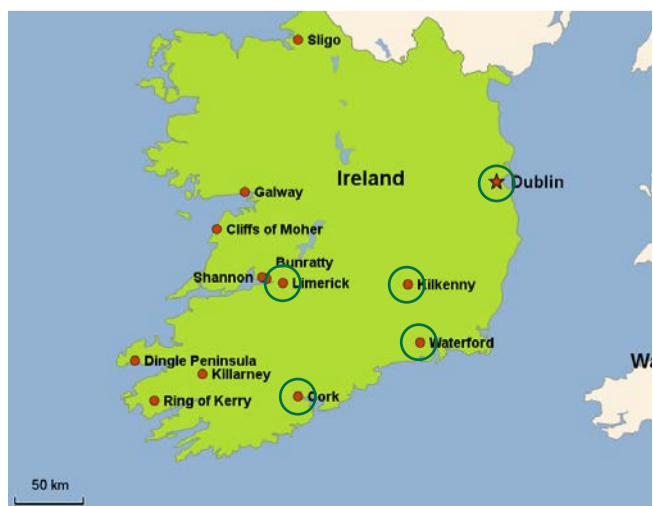 Sligo
Ireland
Dublin
Galway
Cliffs of Moher
Bunratty
Shannon
Limerick
Kilkenny
Waterford
Dingle Peninsula
Killarney
Ring of Kerry
Cork
Wa
50 km